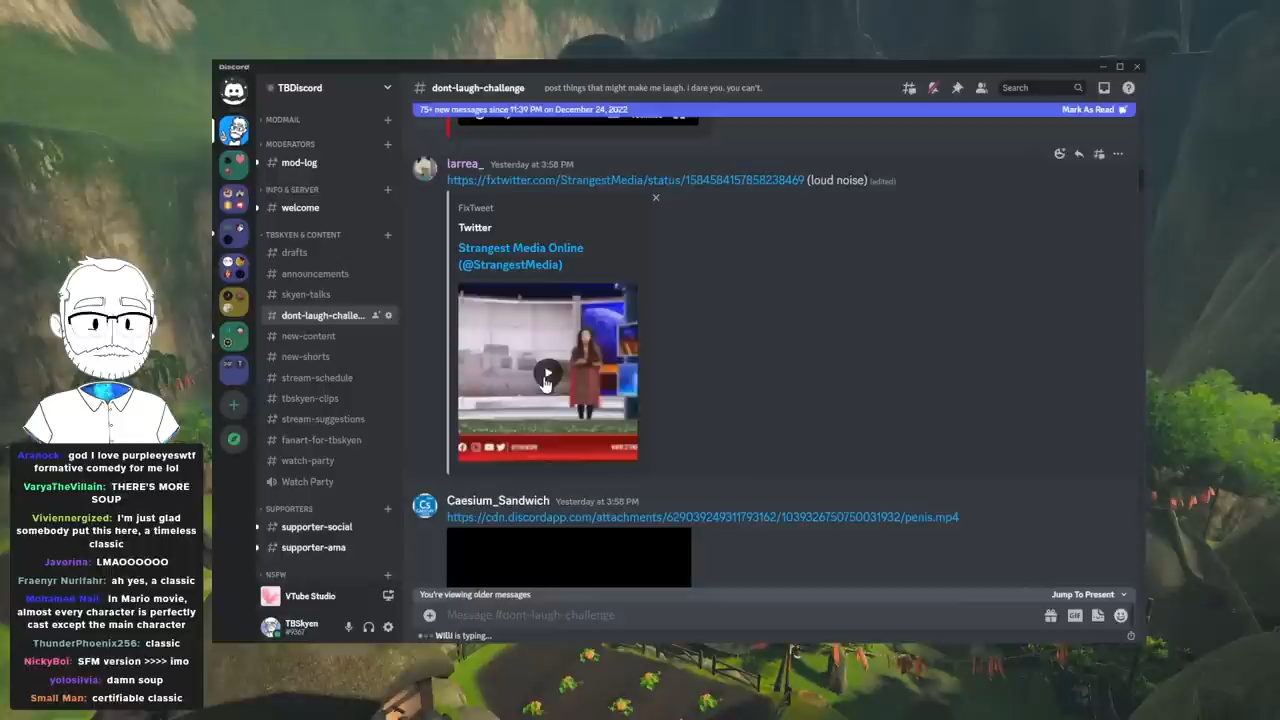 Discord
TBDiscord
# dont-laugh-challenge
post things that might make me laugh. i dare you. you can't.
Search
75+ new messages since 11:39 PM on December 24, 2022
Mark As Read
MODMAIL
MODERATORS
mod-log
INFO & SERVER
welcome
TBSKYEN & CONTENT
# drafts
# announcements
# skyen-talks
# dont-laugh-challe...
# new-content
# new-shorts
# stream-schedule
# tbskyen-clips
# stream-suggestions
# fanart-for-tbskyen
# watch-party
Watch Party
SUPPORTERS
# supporter-social
# supporter-ama
NSFW
VTube Studio
TBSkyen
#9367
larrea_ Yesterday at 3:58 PM
https://fxtwitter.com/StrangestMedia/status/1584584157858238469 (loud noise) (edited)
FixTweet
Twitter
Strangest Media Online
(@StrangestMedia)
Cs
Caesium_Sandwich Yesterday at 3:58 PM
https://cdn.discordapp.com/attachments/629039249311793162/1039326750750031932/penis.mp4
You're viewing older messages
Jump To Present
Message #dont-laugh-challenge
GIF
Willi is typing...
Aranock: god I love purpleeyeswtf
formative comedy for me lol
VaryaTheVillain: THERE'S MORE
SOUP
Viviennergized: I'm just glad
somebody put this here, a timeless
classic
Javorina: LMAOOOOOO
Fraenyr Nurlfahr: ah yes, a classic
Mohamed Nail: In Mario movie,
almost every character is perfectly
cast except the main character
ThunderPhoenix256: classic
NickyBoi: SFM version >>>> imo
yolosilvia: damn soup
Small Man: certifiable classic